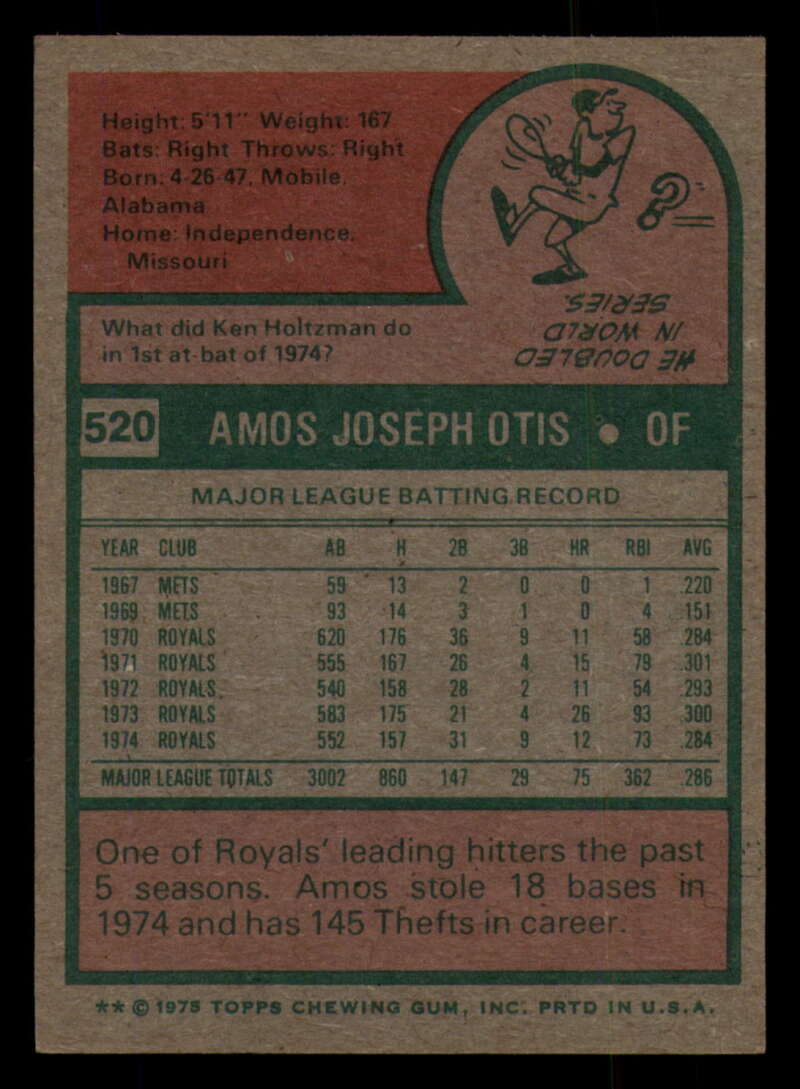 Height: 5'11" Weight: 167
Bats: Right Throws: Right
Born: 4-26-47, Mobile,
Alabama
Home: Independence,
Missouri
What did Ken Holtzman do
in 1st at-bat of 1974?
HE DOUBLED
IN WORLD
SERIES.
520 AMOS JOSEPH OTIS • OF
MAJOR LEAGUE BATTING RECORD
YEAR CLUB AB H 2B 3B HR RBI AVG
1967 METS 59 13 2 0 0 1 .220
1969 METS 93 14 3 1 0 4 .151
1970 ROYALS 620 176 36 9 11 58 .284
1971 ROYALS 555 167 26 4 15 79 .301
1972 ROYALS 540 158 28 2 11 54 .293
1973 ROYALS 583 175 21 4 26 93 .300
1974 ROYALS 552 157 31 9 12 73 .284
MAJOR LEAGUE TOTALS 3002 860 147 29 75 362 .286
One of Royals' leading hitters the past
5 seasons. Amos stole 18 bases in
1974 and has 145 Thefts in career.
** © 1975 TOPPS CHEWING GUM, INC. PRTD IN U.S.A.